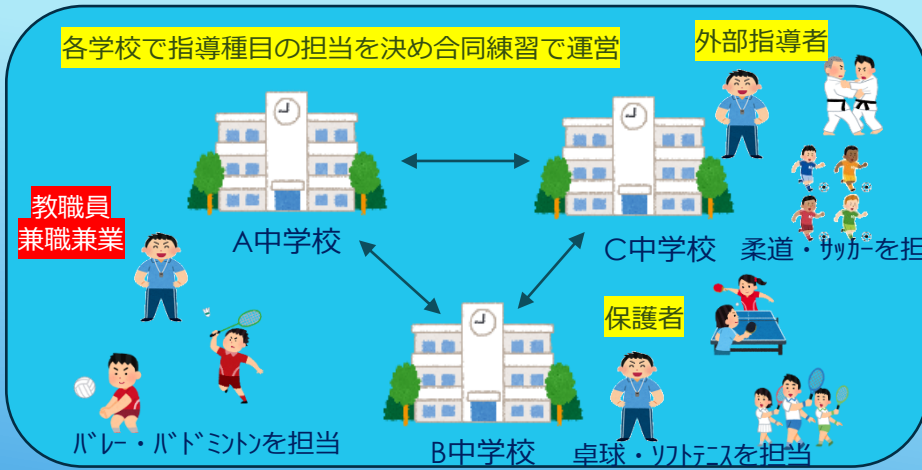 各学校で指導種目の担当を決め合同練習で運営
外部指導者
教職員
兼職兼業
A中学校
C中学校
柔道・ｻｯｶｰを担
保護者
ﾊﾞﾚｰ・ﾊﾞﾄﾞﾐﾝﾄﾝを担当
B中学校
卓球・ｿﾌﾄﾃﾆｽを担当